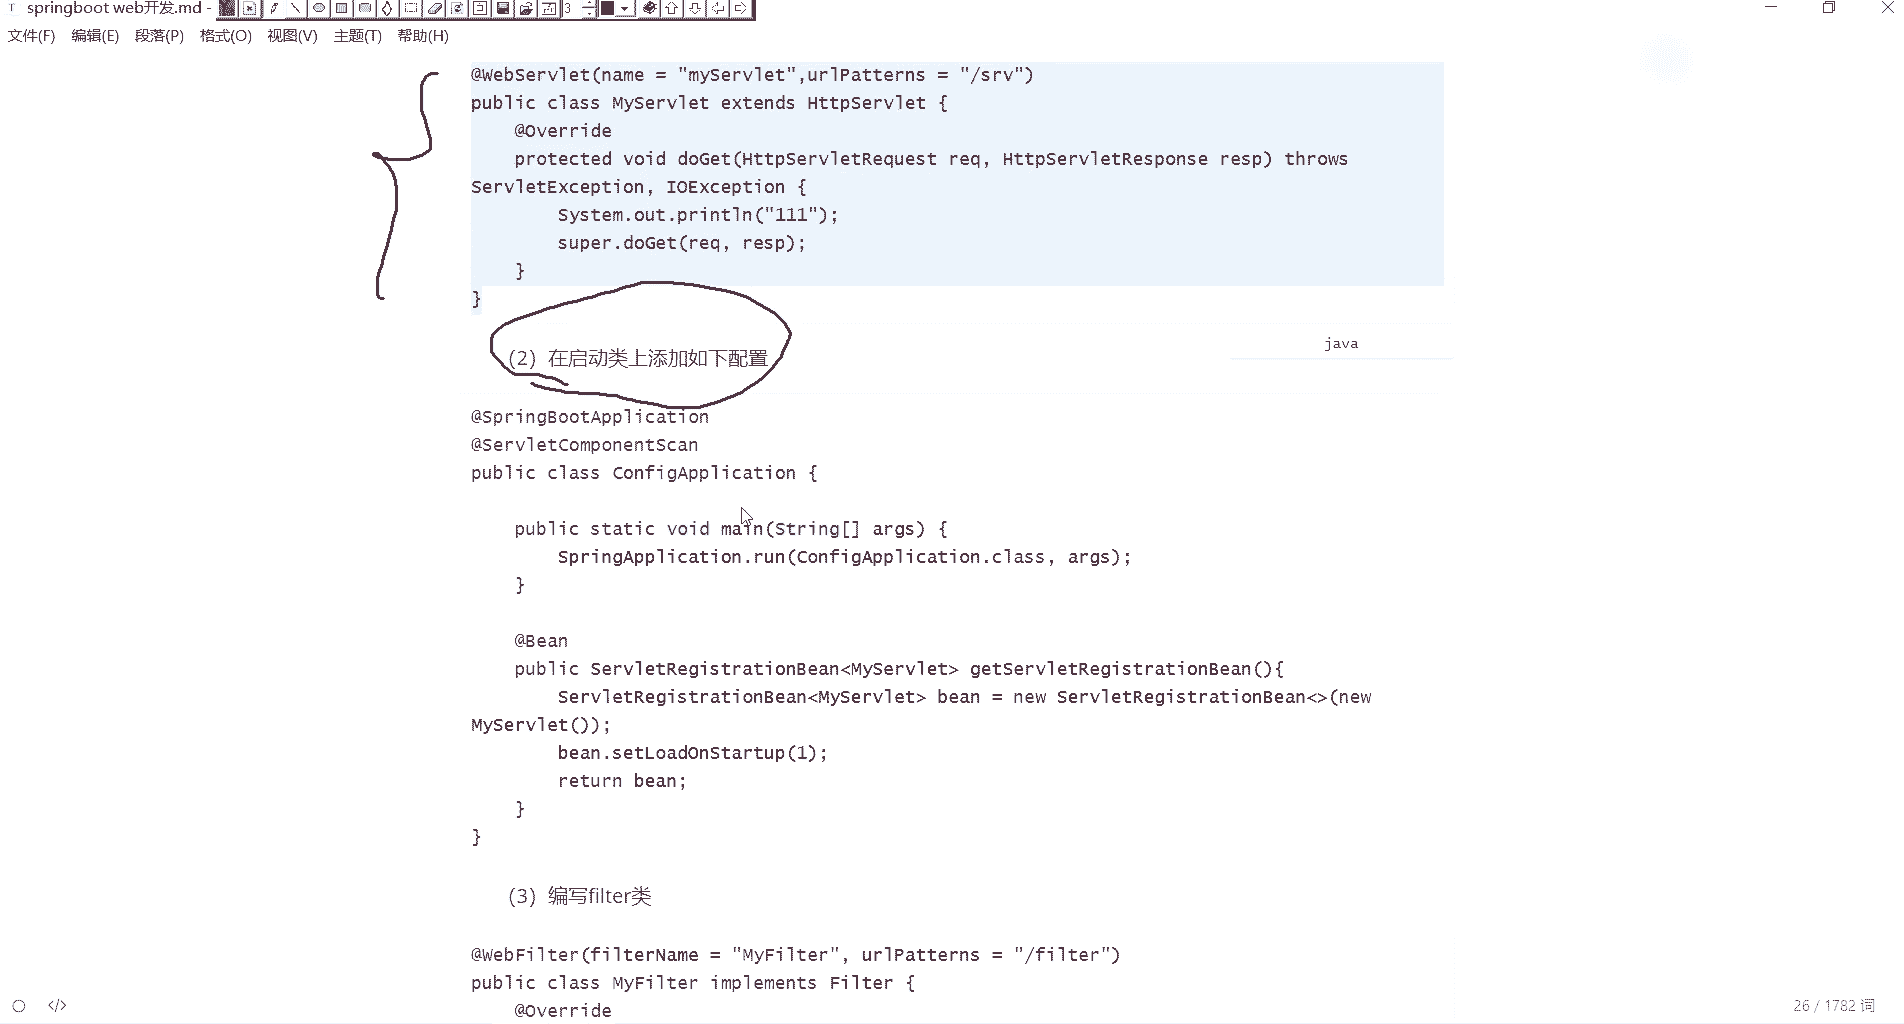 springboot web开发.md -
3
文件(F) 编辑(E) 段落(P) 格式(O) 视图(V) 主题(T) 帮助(H)
@WebServlet(name = "myServlet",urlPatterns = "/srv")
public class MyServlet extends HttpServlet {
    @Override
    protected void doGet(HttpServletRequest req, HttpServletResponse resp) throws
ServletException, IOException {
        System.out.println("111");
        super.doGet(req, resp);
    }
}
java
(2) 在启动类上添加如下配置
@SpringBootApplication
@ServletComponentScan
public class ConfigApplication {
    public static void main(String[] args) {
        SpringApplication.run(ConfigApplication.class, args);
    }
    @Bean
    public ServletRegistrationBean<MyServlet> getServletRegistrationBean(){
        ServletRegistrationBean<MyServlet> bean = new ServletRegistrationBean<>(new
MyServlet());
        bean.setLoadOnStartup(1);
        return bean;
    }
}
(3) 编写filter类
@WebFilter(filterName = "MyFilter", urlPatterns = "/filter")
public class MyFilter implements Filter {
    @Override
</> 26 / 1782 词